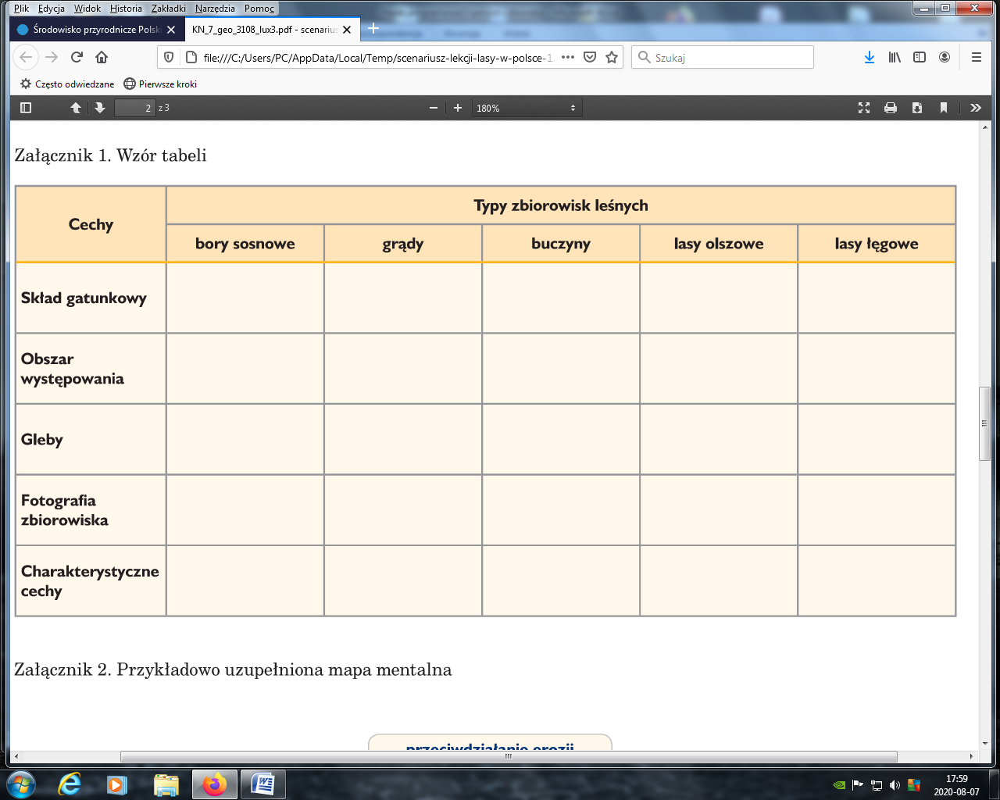 Plik Edycja Widok Historia Zakładki Narzędzia Pomoc
Środowisko przyrodnicze Polski
KN_7_geo_3108_lux3.pdf - scenariusz
file:///C:/Users/PC/AppData/Local/Temp/scenariusz-lekcji-lasy-w-polsce-1.
Szukaj
Często odwiedzane Pierwsze kroki
2 z 3
180%
Załącznik 1. Wzór tabeli
Cechy
Typy zbiorowisk leśnych
bory sosnowe grądy buczyny lasy olszowe lasy łęgowe
Skład gatunkowy
Obszar
występowania
Gleby
Fotografia
zbiorowiska
Charakterystyczne
cechy
Załącznik 2. Przykładowo uzupełniona mapa mentalna
przeciwdziałanie erozji
17:59
2020-08-07